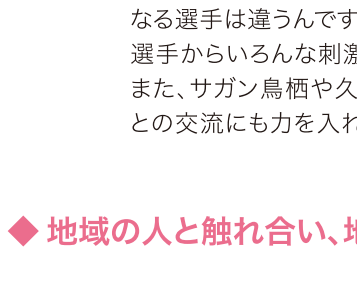 なる選手は違うんです
選手からいろんな刺激
また、サガン鳥栖や久
との交流にも力を入れ
◆ 地域の人と触れ合い、地